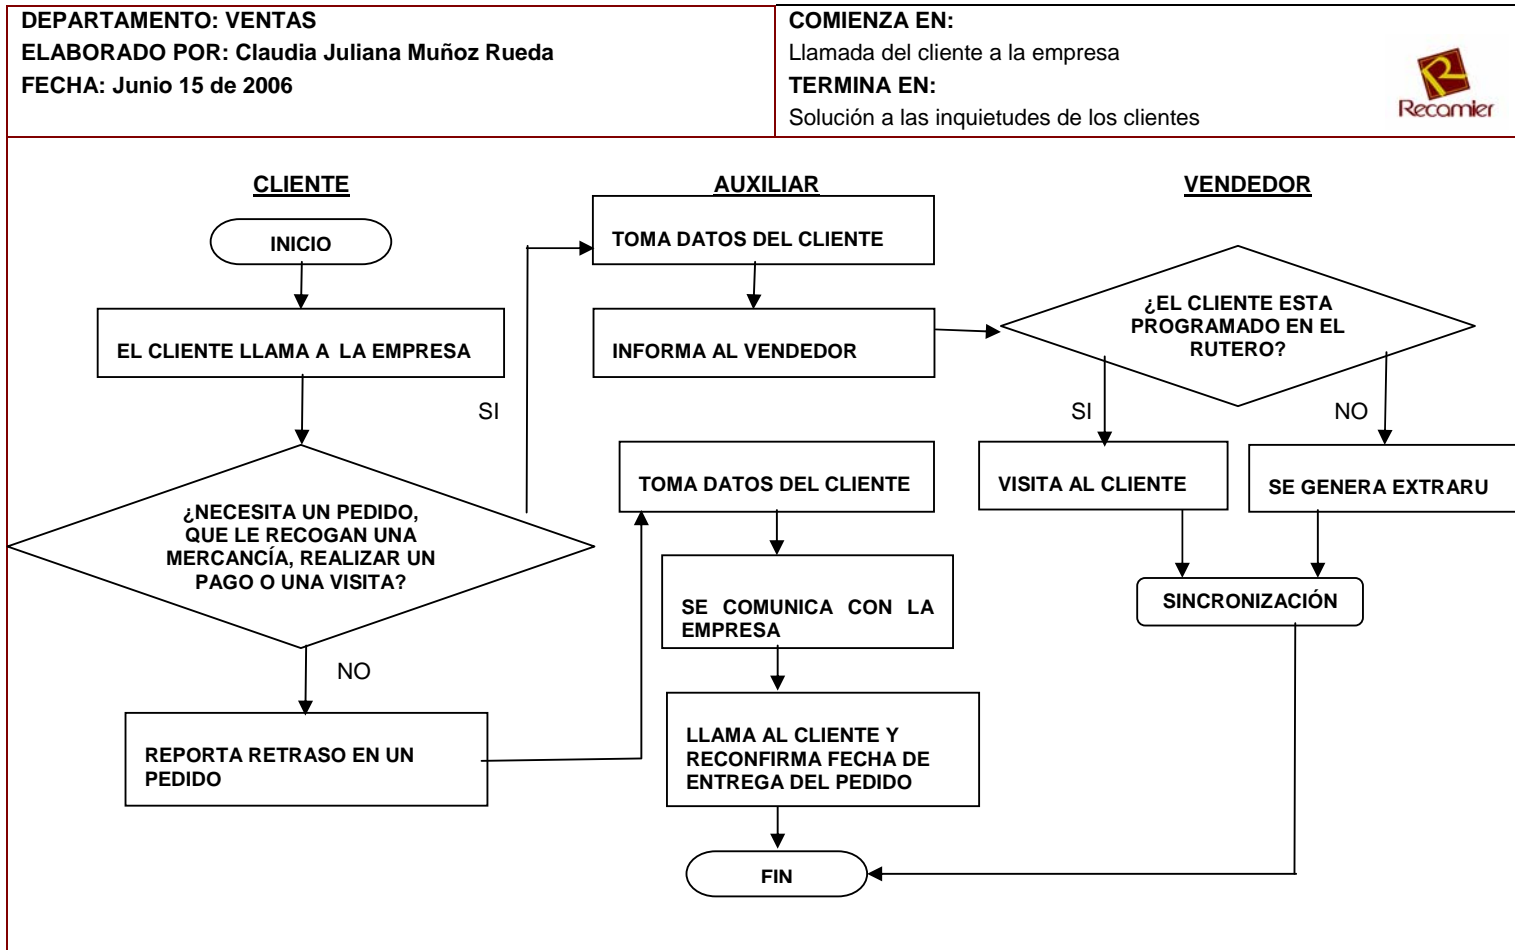 DEPARTAMENTO: VENTAS
ELABORADO POR: Claudia Juliana Muñoz Rueda
FECHA: Junio 15 de 2006
COMIENZA EN:
Llamada del cliente a la empresa
TERMINA EN:
Solución a las inquietudes de los clientes
Recamier
CLIENTE
INICIO
EL CLIENTE LLAMA A LA EMPRESA
SI
¿NECESITA UN PEDIDO,
QUE LE RECOGAN UNA
MERCANCÍA, REALIZAR UN
PAGO O UNA VISITA?
NO
REPORTA RETRASO EN UN
PEDIDO
AUXILIAR
TOMA DATOS DEL CLIENTE
INFORMA AL VENDEDOR
TOMA DATOS DEL CLIENTE
SE COMUNICA CON LA
EMPRESA
LLAMA AL CLIENTE Y
RECONFIRMA FECHA DE
ENTREGA DEL PEDIDO
FIN
VENDEDOR
¿EL CLIENTE ESTA
PROGRAMADO EN EL
RUTERO?
SI
NO
VISITA AL CLIENTE
SE GENERA EXTRARU
SINCRONIZACIÓN